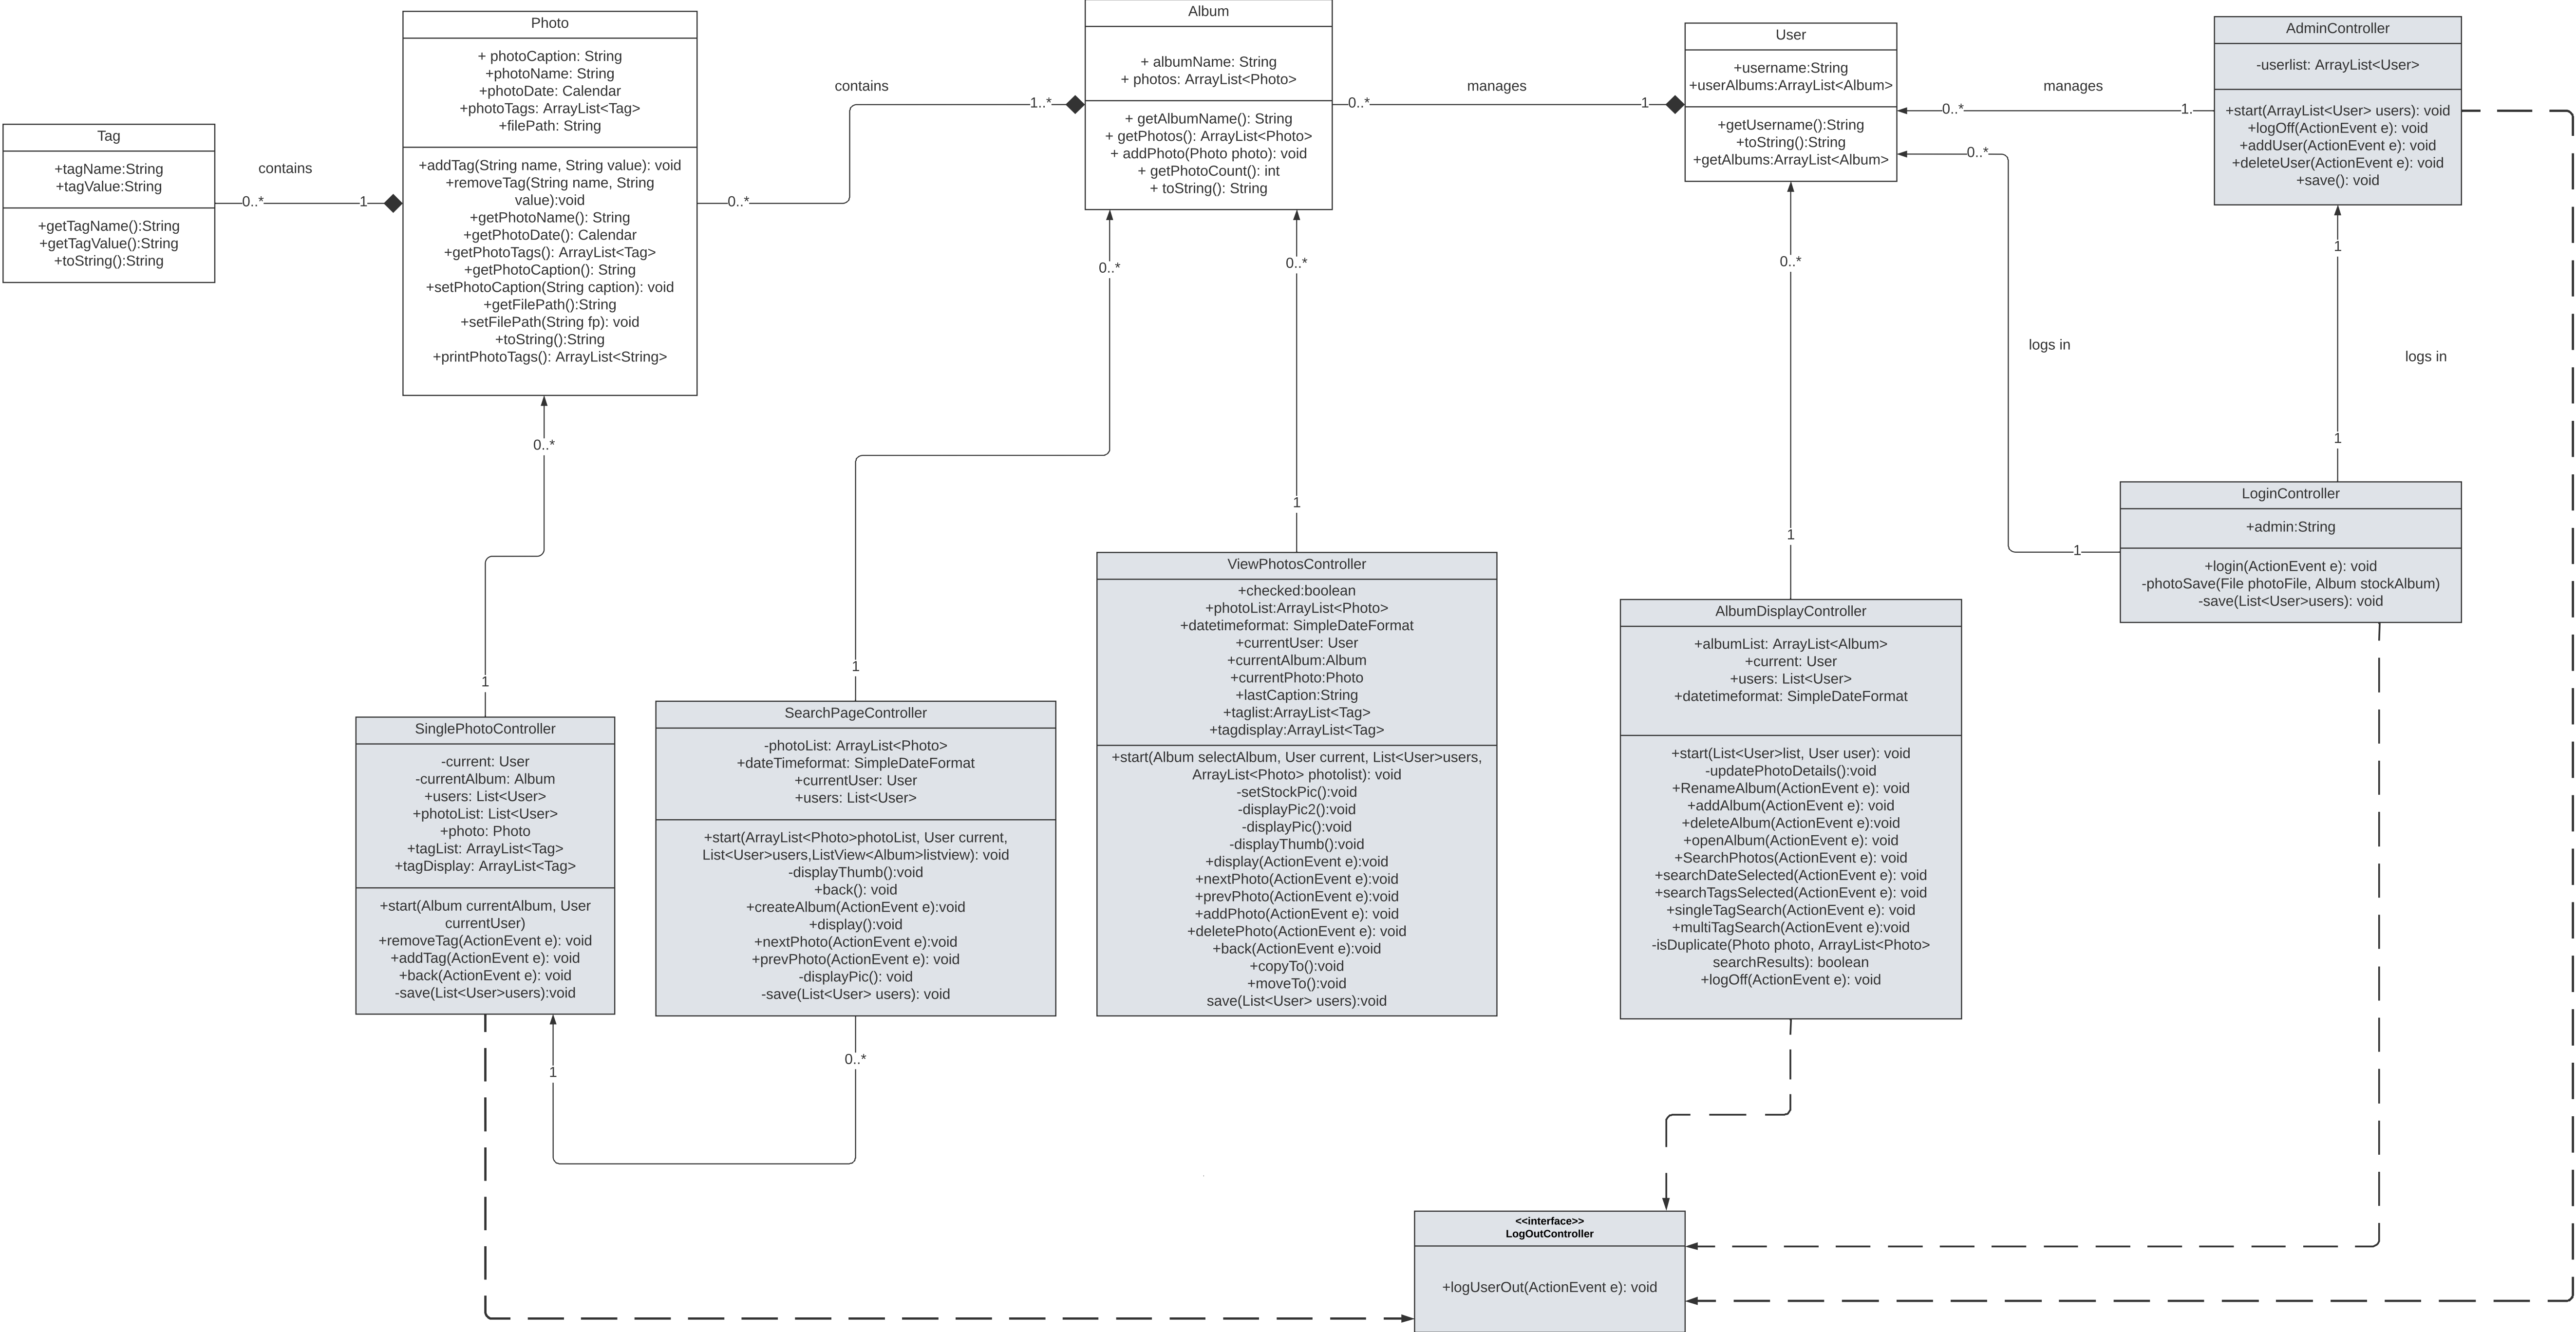 Tag
+tagName:String
+tagValue:String
+getTagName():String
+getTagValue():String
+toString():String
contains
0..*
1
Photo
+ photoCaption: String
+photoName: String
+photoDate: Calendar
+photoTags: ArrayList<Tag>
+filePath: String
+addTag(String name, String value): void
+removeTag(String name, String
value):void
+getPhotoName(): String
+getPhotoDate(): Calendar
+getPhotoTags(): ArrayList<Tag>
+getPhotoCaption(): String
+setPhotoCaption(String caption): void
+getFilePath():String
+setFilePath(String fp): void
+toString():String
+printPhotoTags(): ArrayList<String>
contains
0..*
1..*
Album
+ albumName: String
+ photos: ArrayList<Photo>
+ getAlbumName(): String
+ getPhotos(): ArrayList<Photo>
+ addPhoto(Photo photo): void
+ getPhotoCount(): int
+ toString(): String
manages
0..*
1
User
+username:String
+userAlbums:ArrayList<Album>
+getUsername():String
+toString():String
+getAlbums:ArrayList<Album>
manages
0..*
1.
0..*
AdminController
-userlist: ArrayList<User>
+start(ArrayList<User> users): void
+logOff(ActionEvent e): void
+addUser(ActionEvent e): void
+deleteUser(ActionEvent e): void
+save(): void
0..*
0..*
0..*
0..*
1
logs in
logs in
1
1
1
1
1
1
1
LoginController
+admin:String
+login(ActionEvent e): void
-photoSave(File photoFile, Album stockAlbum)
-save(List<User>users): void
SinglePhotoController
-current: User
-currentAlbum: Album
+users: List<User>
+photoList: List<User>
+photo: Photo
+tagList: ArrayList<Tag>
+tagDisplay: ArrayList<Tag>
+start(Album currentAlbum, User
currentUser)
+removeTag(ActionEvent e): void
+addTag(ActionEvent e): void
+back(ActionEvent e): void
-save(List<User>users):void
SearchPageController
-photoList: ArrayList<Photo>
+dateTimeformat: SimpleDateFormat
+currentUser: User
+users: List<User>
+start(ArrayList<Photo>photoList, User current,
List<User>users,ListView<Album>listview): void
-displayThumb():void
+back(): void
+createAlbum(ActionEvent e):void
+display():void
+nextPhoto(ActionEvent e):void
+prevPhoto(ActionEvent e): void
-displayPic(): void
-save(List<User> users): void
ViewPhotosController
+checked:boolean
+photoList:ArrayList<Photo>
+datetimeformat: SimpleDateFormat
+currentUser: User
+currentAlbum:Album
+currentPhoto:Photo
+lastCaption:String
+taglist:ArrayList<Tag>
+tagdisplay:ArrayList<Tag>
+start(Album selectAlbum, User current, List<User>users,
ArrayList<Photo> photolist): void
-setStockPic():void
-displayPic2():void
-displayPic():void
-displayThumb():void
+display(ActionEvent e):void
+nextPhoto(ActionEvent e):void
+prevPhoto(ActionEvent e): void
+addPhoto(ActionEvent e): void
+deletePhoto(ActionEvent e): void
+back(ActionEvent e):void
+copyTo():void
+moveTo():void
save(List<User> users):void
AlbumDisplayController
+albumList: ArrayList<Album>
+current: User
+users: List<User>
+datetimeformat: SimpleDateFormat
+start(List<User>list, User user): void
-updatePhotoDetails():void
+RenameAlbum(ActionEvent e): void
+addAlbum(ActionEvent e): void
+deleteAlbum(ActionEvent e):void
+openAlbum(ActionEvent e): void
+SearchPhotos(ActionEvent e): void
+searchDateSelected(ActionEvent e): void
+searchTagsSelected(ActionEvent e): void
+singleTagSearch(ActionEvent e): void
+multiTagSearch(ActionEvent e):void
-isDuplicate(Photo photo, ArrayList<Photo>
searchResults): boolean
+logOff(ActionEvent e): void
1
0..*
<<interface>>
LogOutController
+logUserOut(ActionEvent e): void